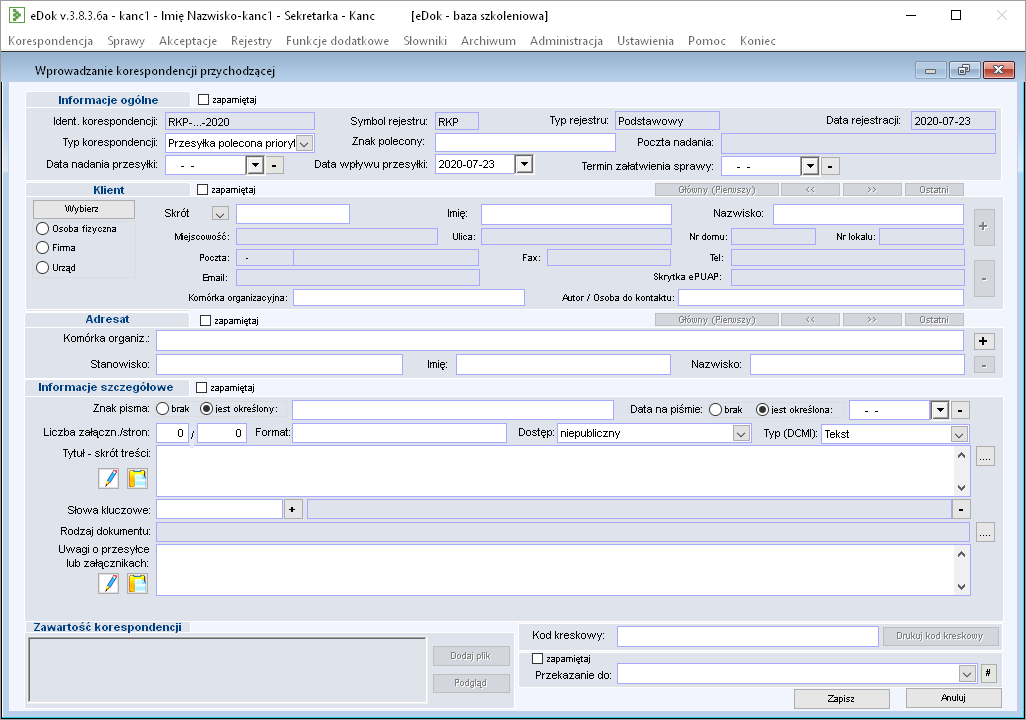 eDok v.3.8.3.6a - kanc1 - Imię Nazwisko-kanc1 - Sekretarka - Kanc [eDok - baza szkoleniowa]
Korespondencja Sprawy Akceptacje Rejestry Funkcje dodatkowe Słowniki Archiwum Administracja Ustawienia Pomoc Koniec
Wprowadzanie korespondencji przychodzącej
Informacje ogólne zapamiętaj
Ident. korespondencji: RKP-...-2020 Symbol rejestru: RKP Typ rejestru: Podstawowy Data rejestracji: 2020-07-23
Typ korespondencji: Przesyłka polecona prioryt Znak polecony: Poczta nadania:
Data nadania przesyłki: - - - Data wpływu przesyłki: 2020-07-23 Termin załatwienia sprawy: - - -
Klient zapamiętaj Główny (Pierwszy) << >> Ostatni
Wybierz Skrót Imię: Nazwisko: +
Osoba fizyczna Miejscowość: Ulica: Nr domu: Nr lokalu:
Firma Poczta: - Fax: Tel:
Urząd Email: Skrytka ePUAP: -
Komórka organizacyjna: Autor / Osoba do kontaktu:
Adresat zapamiętaj Główny (Pierwszy) << >> Ostatni
Komórka organiz.: +
Stanowisko: Imię: Nazwisko: -
Informacje szczegółowe zapamiętaj
Znak pisma: brak jest określony: Data na piśmie: brak jest określona: - - -
Liczba załączn./stron: 0 / 0 Format: Dostęp: niepubliczny Typ (DCMI): Tekst
Tytuł - skrót treści: ....
Słowa kluczowe: + -
Rodzaj dokumentu: ....
Uwagi o przesyłce
lub załącznikach:
Zawartość korespondencji
Kod kreskowy: Drukuj kod kreskowy
Dodaj plik zapamiętaj
Podgląd Przekazanie do: #
Zapisz Anuluj